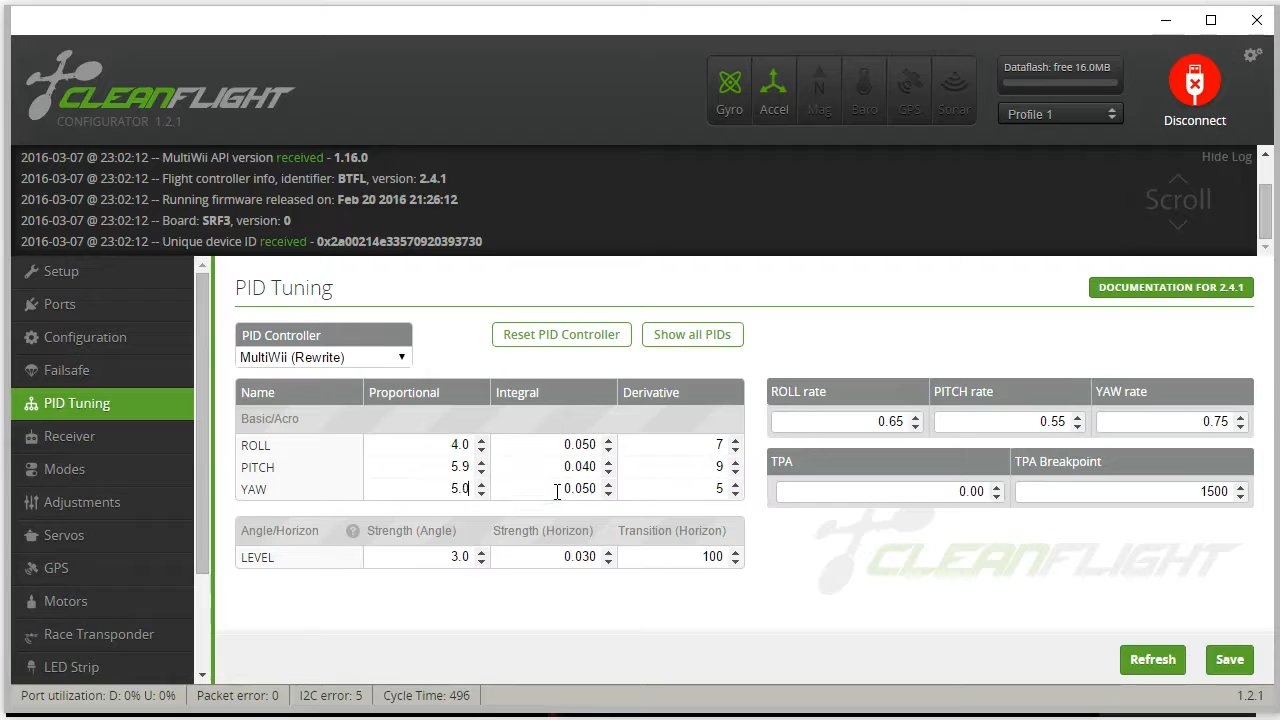 CLEANFLIGHT
CONFIGURATOR 1.2.1
Gyro
Accel
Mag
Baro
GPS
Sonar
Dataflash: free 16.0MB
Profile 1
Disconnect
2016-03-07 @ 23:02:12 -- MultiWii API version received - 1.16.0
2016-03-07 @ 23:02:12 -- Flight controller info, identifier: BTFL, version: 2.4.1
2016-03-07 @ 23:02:12 -- Running firmware released on: Feb 20 2016 21:26:12
2016-03-07 @ 23:02:12 -- Board: SRF3, version: 0
2016-03-07 @ 23:02:12 -- Unique device ID received - 0x2a00214e33570920393730
Hide Log
Scroll
Setup
Ports
Configuration
Failsafe
PID Tuning
Receiver
Modes
Adjustments
Servos
GPS
Motors
Race Transponder
LED Strip
PID Tuning
DOCUMENTATION FOR 2.4.1
PID Controller
MultiWii (Rewrite)
Reset PID Controller
Show all PIDs
Name Proportional Integral Derivative
Basic/Acro
ROLL 4.0 0.050 7
PITCH 5.9 0.040 9
YAW 5.0 0.050 5
Angle/Horizon ? Strength (Angle) Strength (Horizon) Transition (Horizon)
LEVEL 3.0 0.030 100
ROLL rate PITCH rate YAW rate
0.65 0.55 0.75
TPA TPA Breakpoint
0.00 1500
CLEANFLIGHT
Refresh
Save
Port utilization: D: 0% U: 0% Packet error: 0 I2C error: 5 Cycle Time: 496 1.2.1